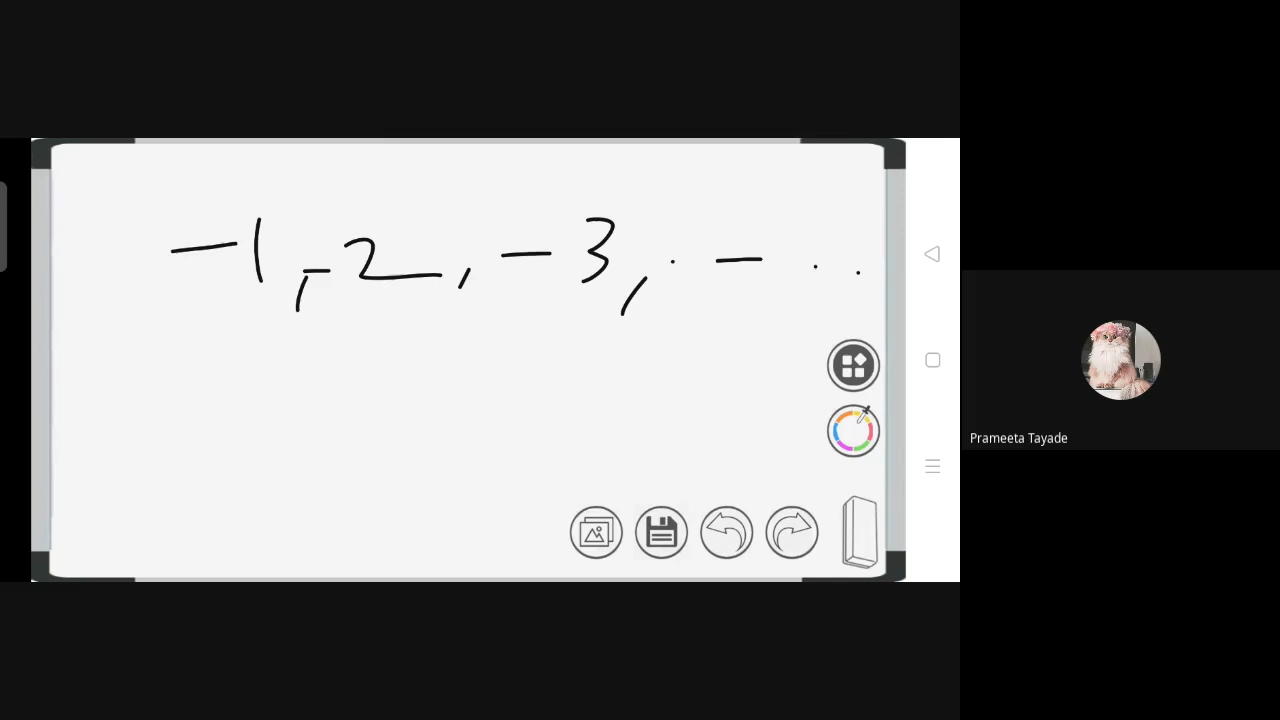 -1, -2, -3, . - . .
Prameeta Tayade